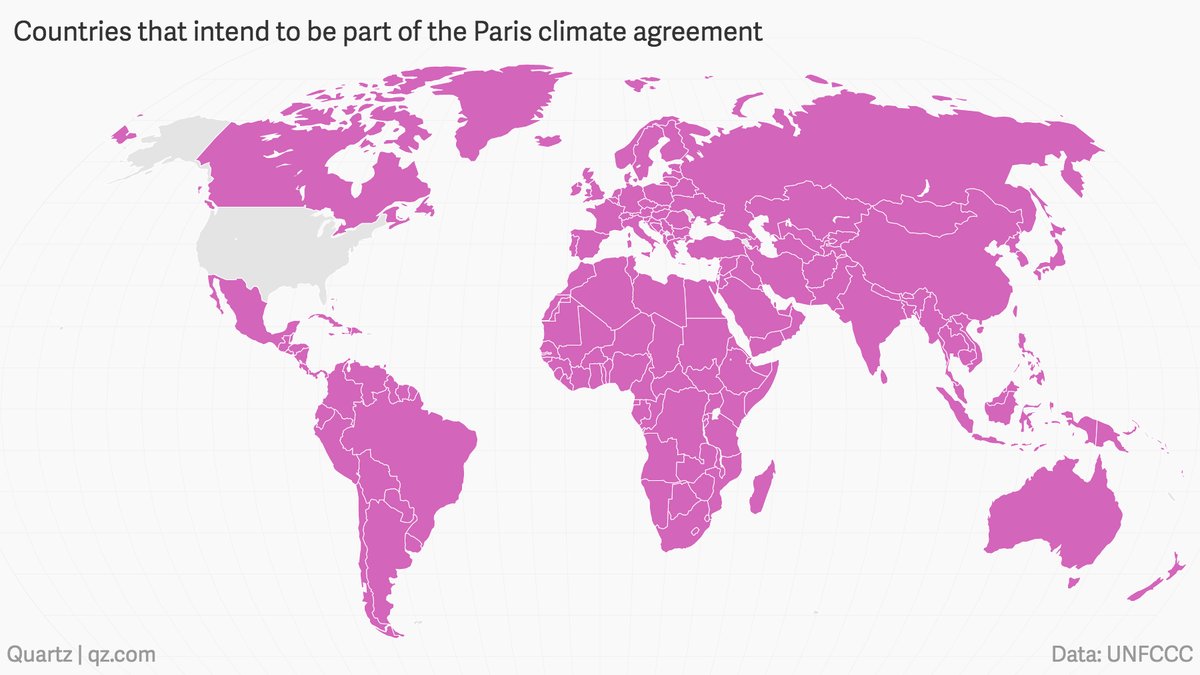 Countries that intend to be part of the Paris climate agreement
Quartz | qz.com
Data: UNFCCC